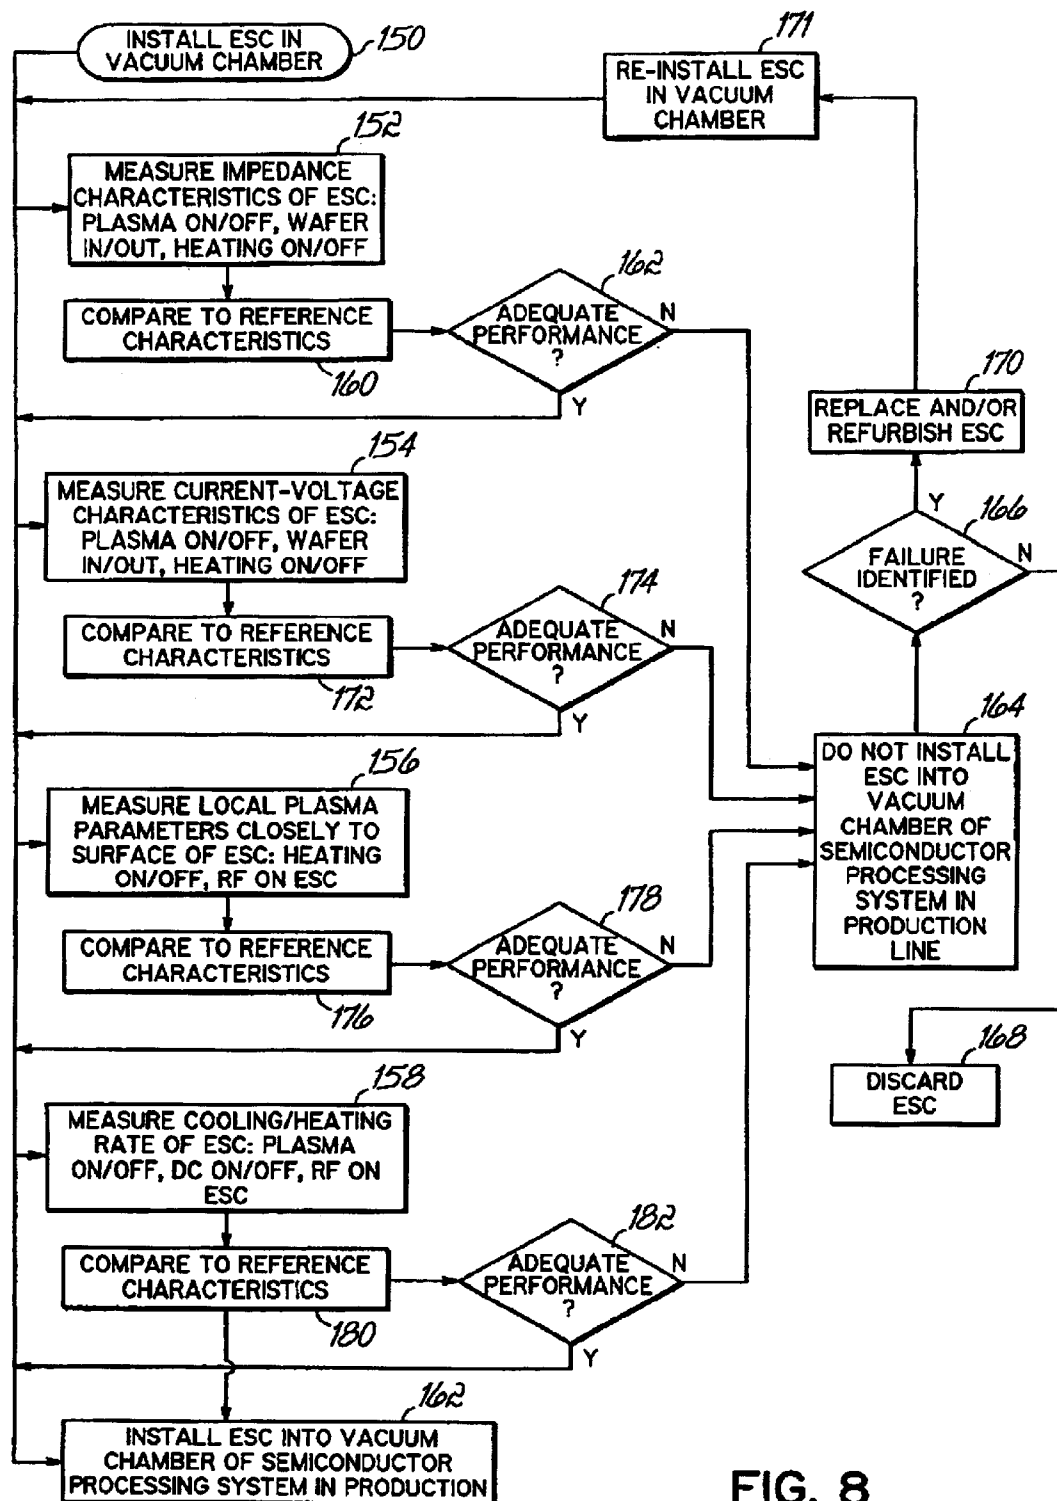 INSTALL ESC IN
VACUUM CHAMBER
150
171
RE-INSTALL ESC
IN VACUUM
CHAMBER
152
MEASURE IMPEDANCE
CHARACTERISTICS OF ESC:
PLASMA ON/OFF, WAFER
IN/OUT, HEATING ON/OFF
COMPARE TO REFERENCE
CHARACTERISTICS
160
162
ADEQUATE
PERFORMANCE
?
N
Y
170
REPLACE AND/OR
REFURBISH ESC
154
MEASURE CURRENT-VOLTAGE
CHARACTERISTICS OF ESC:
PLASMA ON/OFF, WAFER
IN/OUT, HEATING ON/OFF
Y
166
FAILURE
IDENTIFIED
?
N
COMPARE TO REFERENCE
CHARACTERISTICS
172
174
ADEQUATE
PERFORMANCE
?
N
Y
164
DO NOT INSTALL
ESC INTO
VACUUM
CHAMBER OF
SEMICONDUCTOR
PROCESSING
SYSTEM IN
PRODUCTION
LINE
156
MEASURE LOCAL PLASMA
PARAMETERS CLOSELY TO
SURFACE OF ESC: HEATING
ON/OFF, RF ON ESC
COMPARE TO REFERENCE
CHARACTERISTICS
176
178
ADEQUATE
PERFORMANCE
?
N
Y
168
DISCARD
ESC
158
MEASURE COOLING/HEATING
RATE OF ESC: PLASMA
ON/OFF, DC ON/OFF, RF ON
ESC
COMPARE TO REFERENCE
CHARACTERISTICS
180
182
ADEQUATE
PERFORMANCE
?
N
Y
162
INSTALL ESC INTO VACUUM
CHAMBER OF SEMICONDUCTOR
PROCESSING SYSTEM IN PRODUCTION
FIG. 8